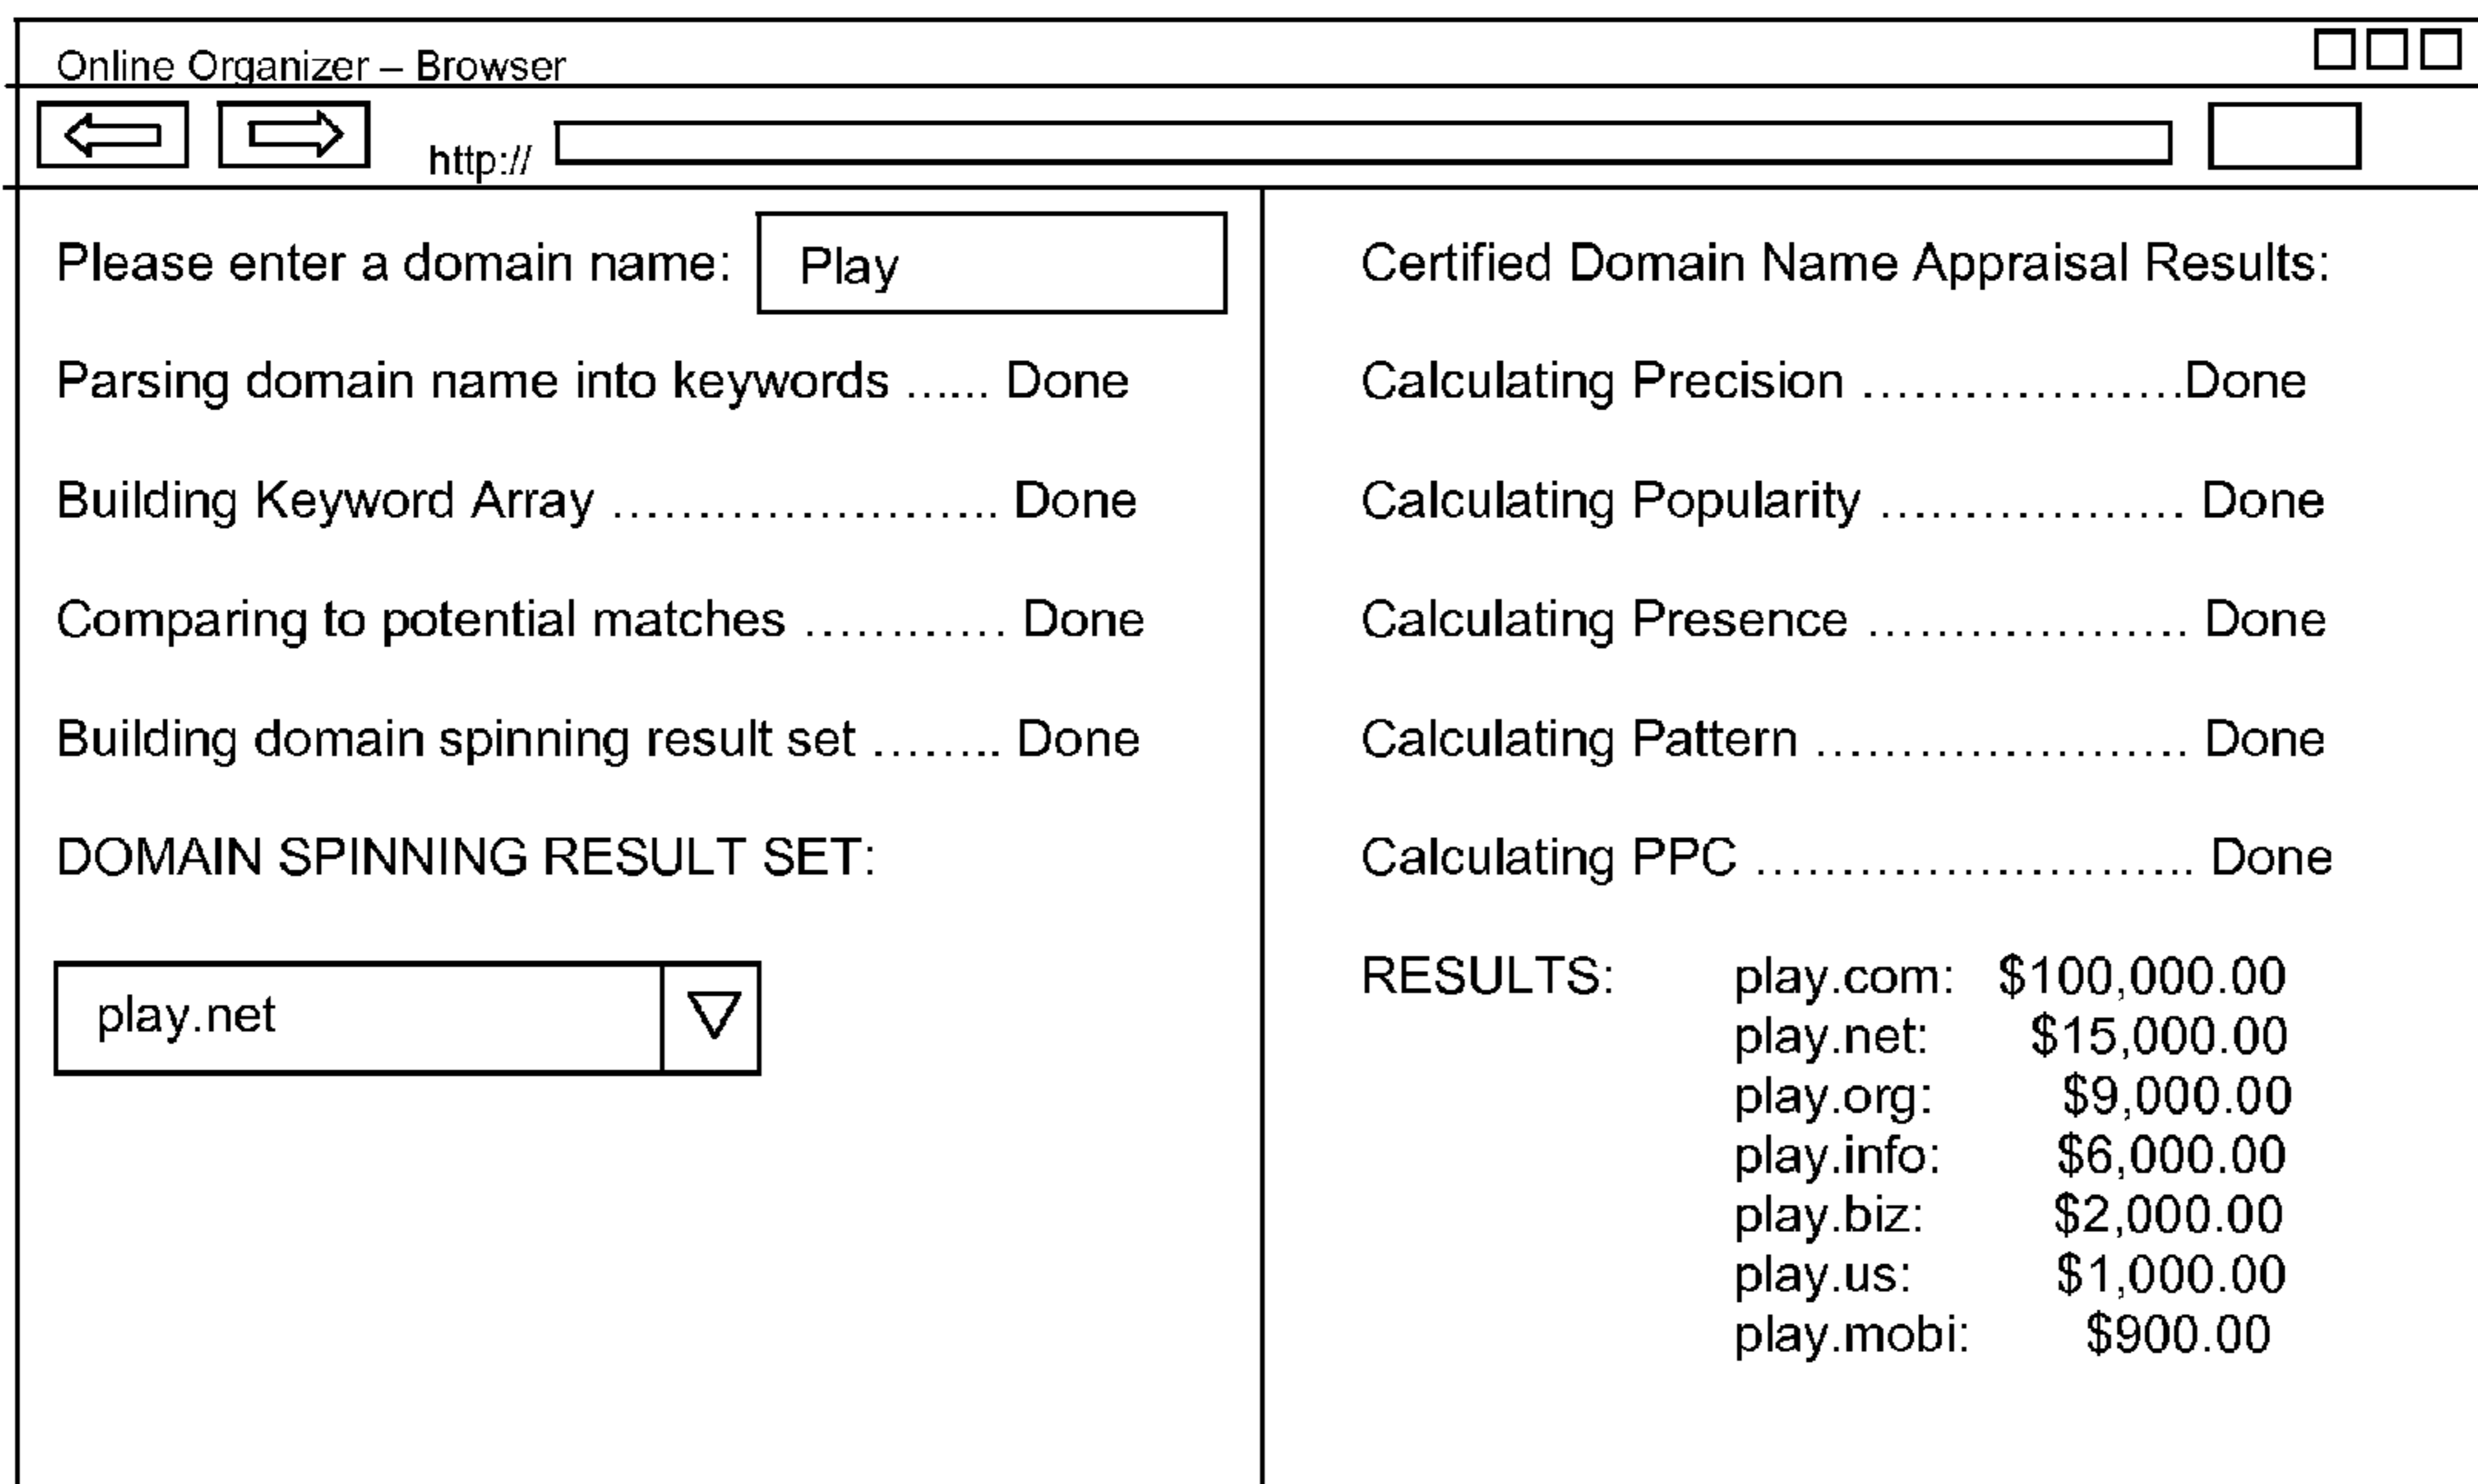 Online Organizer – Browser
http://
Please enter a domain name: Play
Parsing domain name into keywords ...... Done
Building Keyword Array ........................... Done
Comparing to potential matches .............. Done
Building domain spinning result set ......... Done
DOMAIN SPINNING RESULT SET:
play.net
Certified Domain Name Appraisal Results:
Calculating Precision ......................Done
Calculating Popularity ..................... Done
Calculating Presence ...................... Done
Calculating Pattern .......................... Done
Calculating PPC .............................. Done
RESULTS: play.com: $100,000.00
play.net: $15,000.00
play.org: $9,000.00
play.info: $6,000.00
play.biz: $2,000.00
play.us: $1,000.00
play.mobi: $900.00